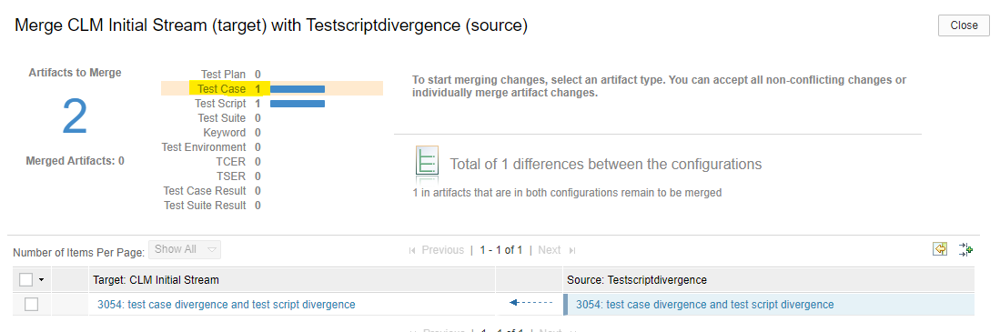 Merge CLM Initial Stream (target) with Testscriptdivergence (source)
Close
Artifacts to Merge
2
Merged Artifacts: 0
Test Plan 0
Test Case 1
Test Script 1
Test Suite 0
Keyword 0
Test Environment 0
TCER 0
TSER 0
Test Case Result 0
Test Suite Result 0
To start merging changes, select an artifact type. You can accept all non-conflicting changes or
individually merge artifact changes.
Total of 1 differences between the configurations
1 in artifacts that are in both configurations remain to be merged
Number of Items Per Page: Show All
Previous | 1 - 1 of 1 | Next
Target: CLM Initial Stream Source: Testscriptdivergence
3054: test case divergence and test script divergence 3054: test case divergence and test script divergence
Previous | 1 - 1 of 1 | Next